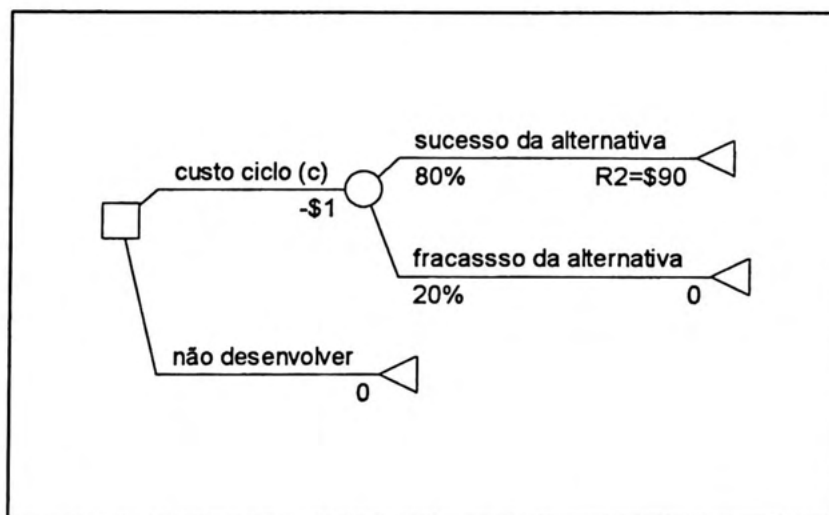 sucesso da alternativa
custo ciclo (c)
80% R2=$90
-$1
fracassso da alternativa
20% 0
não desenvolver
0